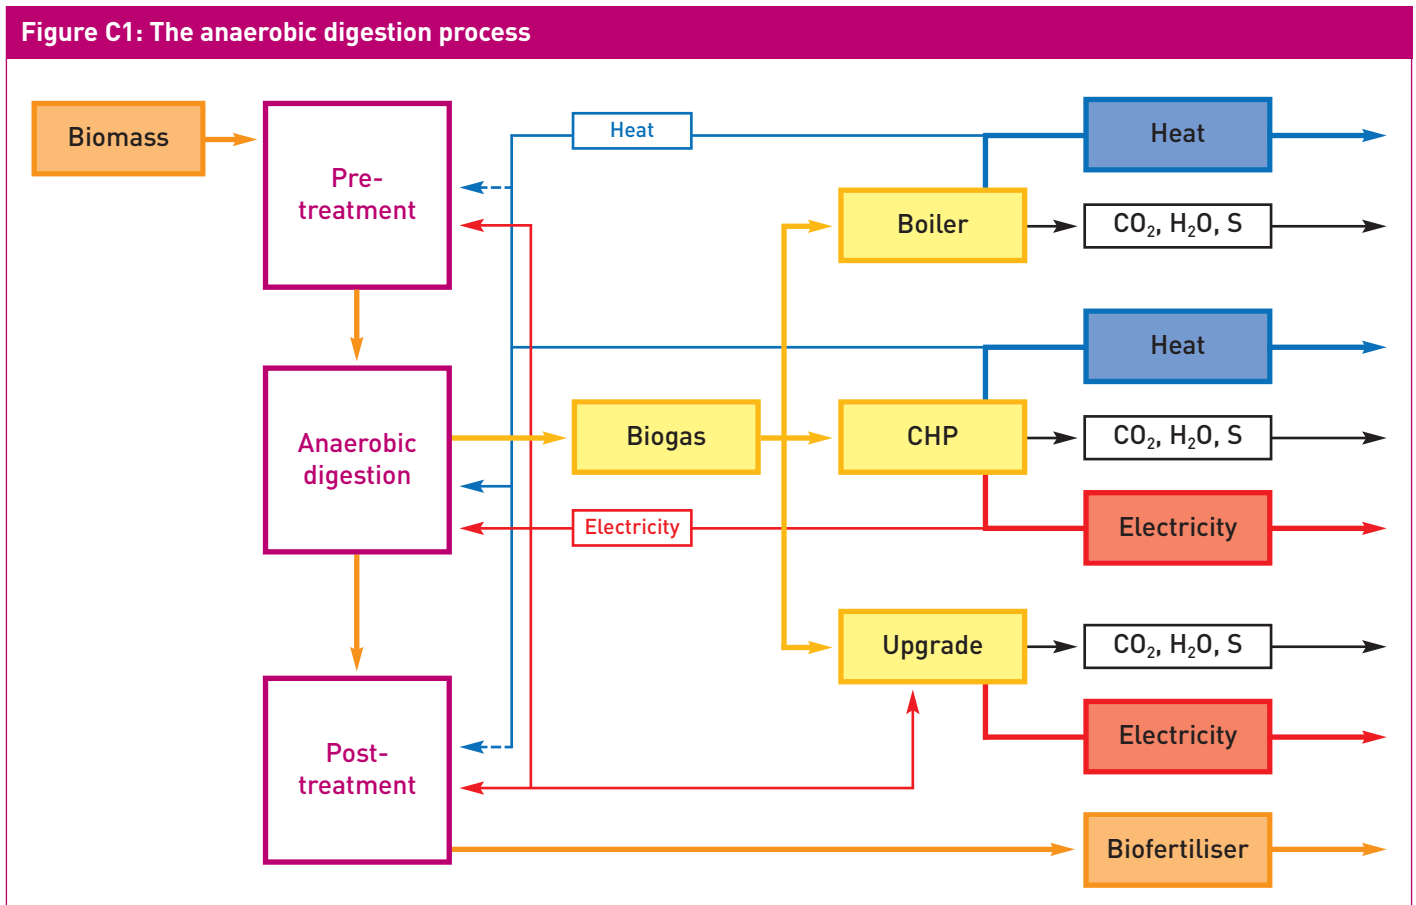 Figure C1: The anaerobic digestion process
Biomass
Pre-
treatment
Heat
Heat
Boiler
CO₂, H₂O, S
Heat
Anaerobic
digestion
Biogas
CHP
CO₂, H₂O, S
Electricity
Electricity
Upgrade
CO₂, H₂O, S
Post-
treatment
Electricity
Biofertiliser